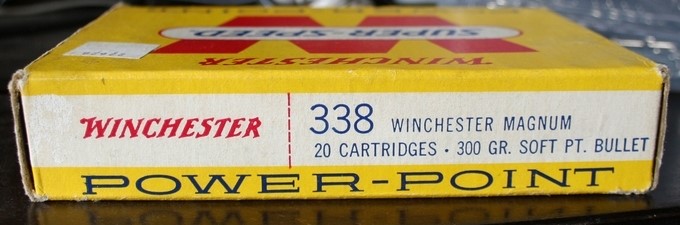 SUPER-SPEED
WINCHESTER
WINCHESTER
338 WINCHESTER MAGNUM
20 CARTRIDGES • 300 GR. SOFT PT. BULLET
POWER-POINT